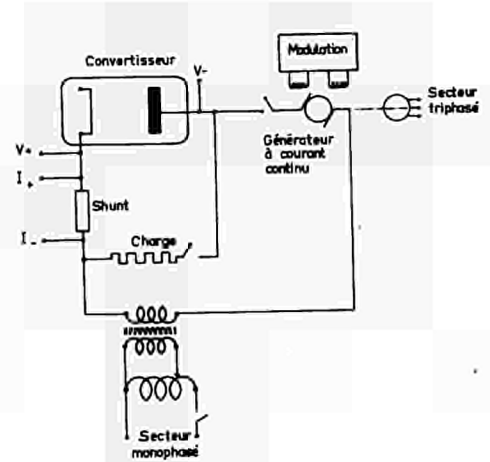 Modulation
V-
Convertisseur
Secteur
triphasé
Générateur
à courant
continu
V+
I+
Shunt
I-
Charge
Secteur
monophasé